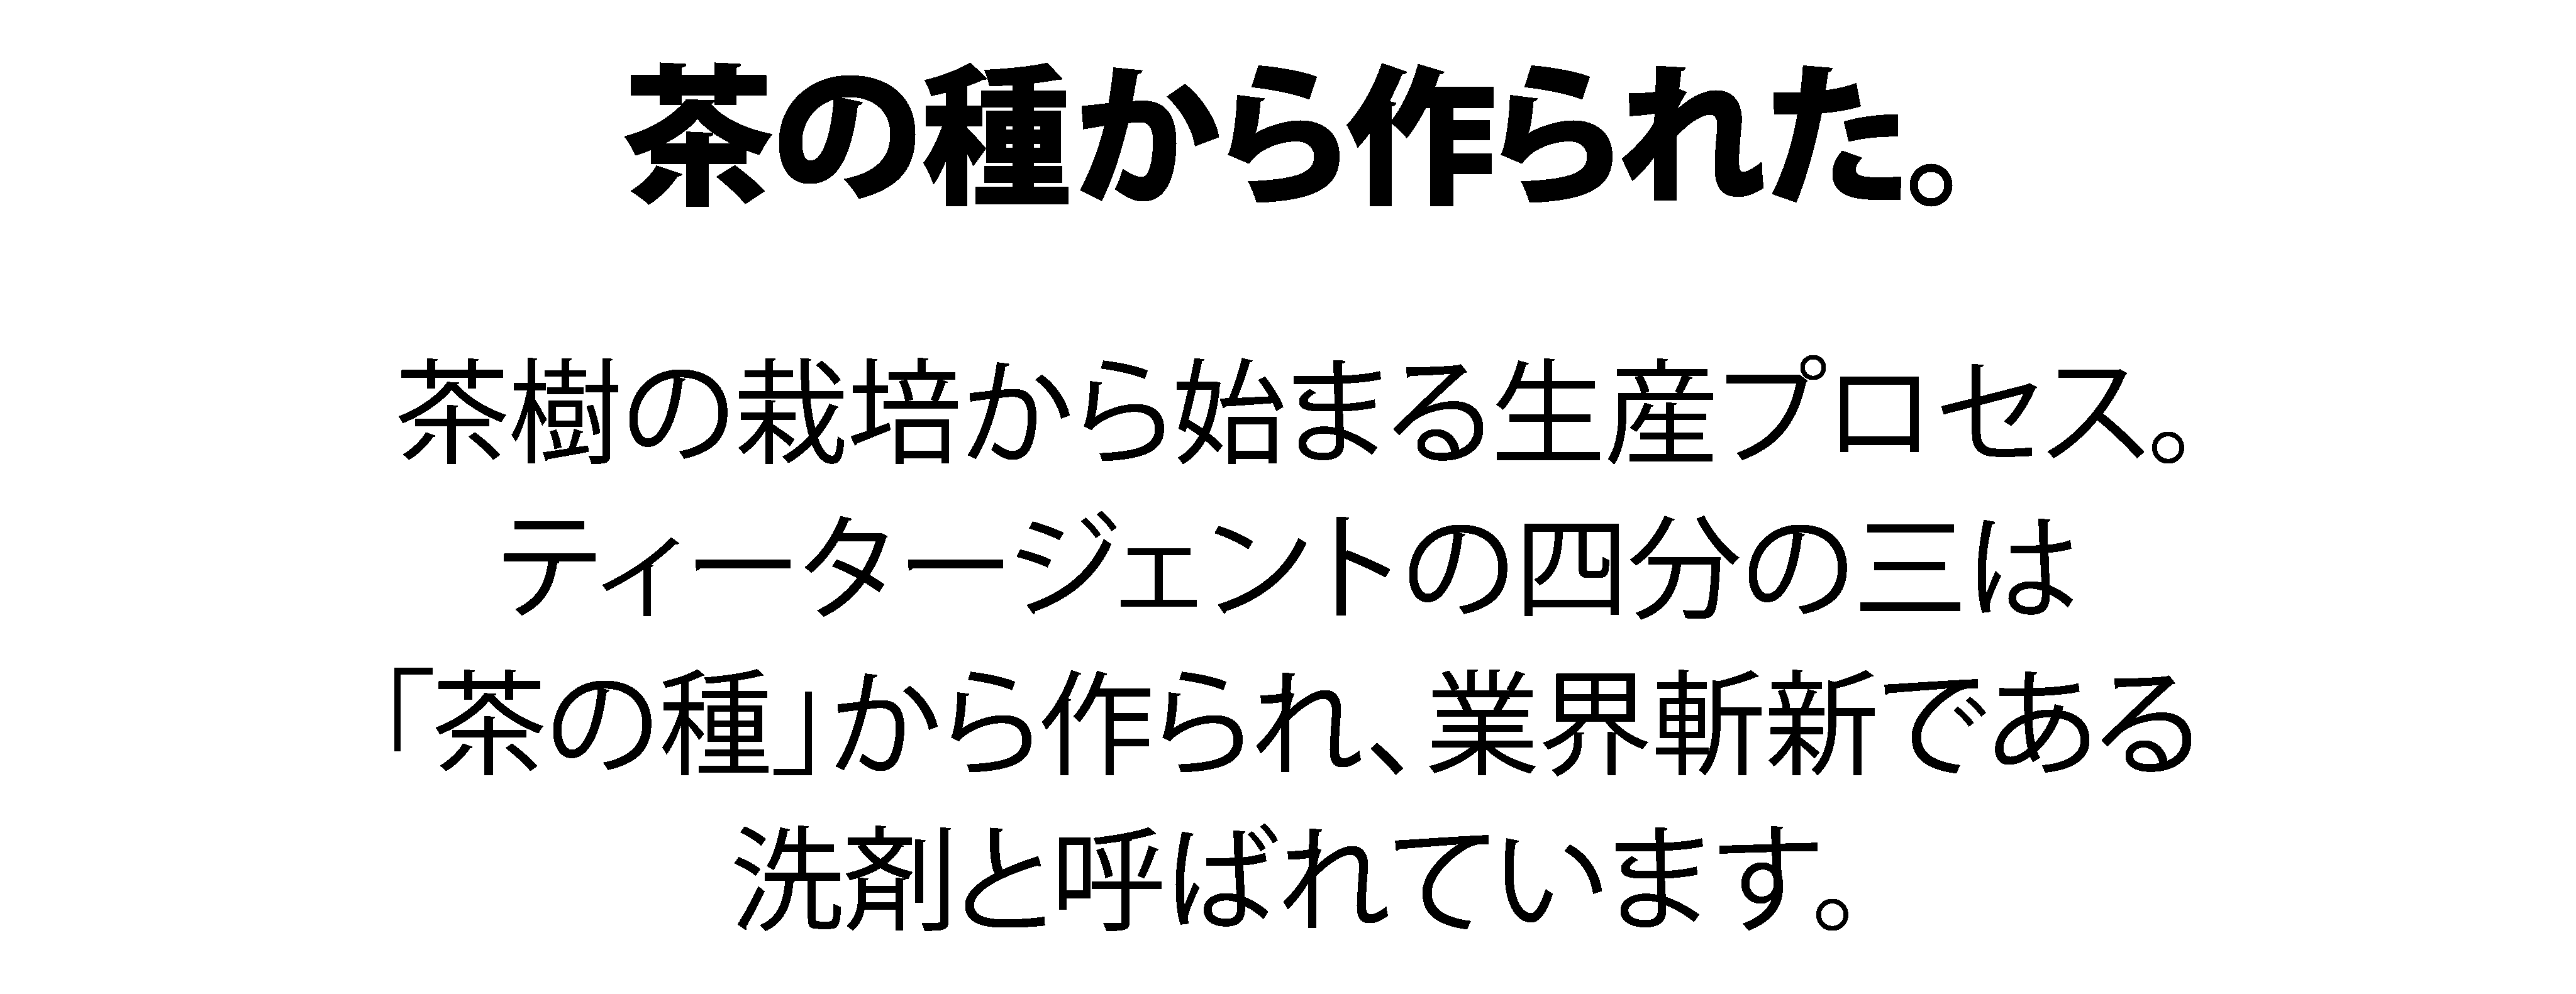 茶の種から作られた。
茶樹の栽培から始まる生産プロセス。
ティータージェントの四分の三は
「茶の種」から作られ、業界斬新である
洗剤と呼ばれています。